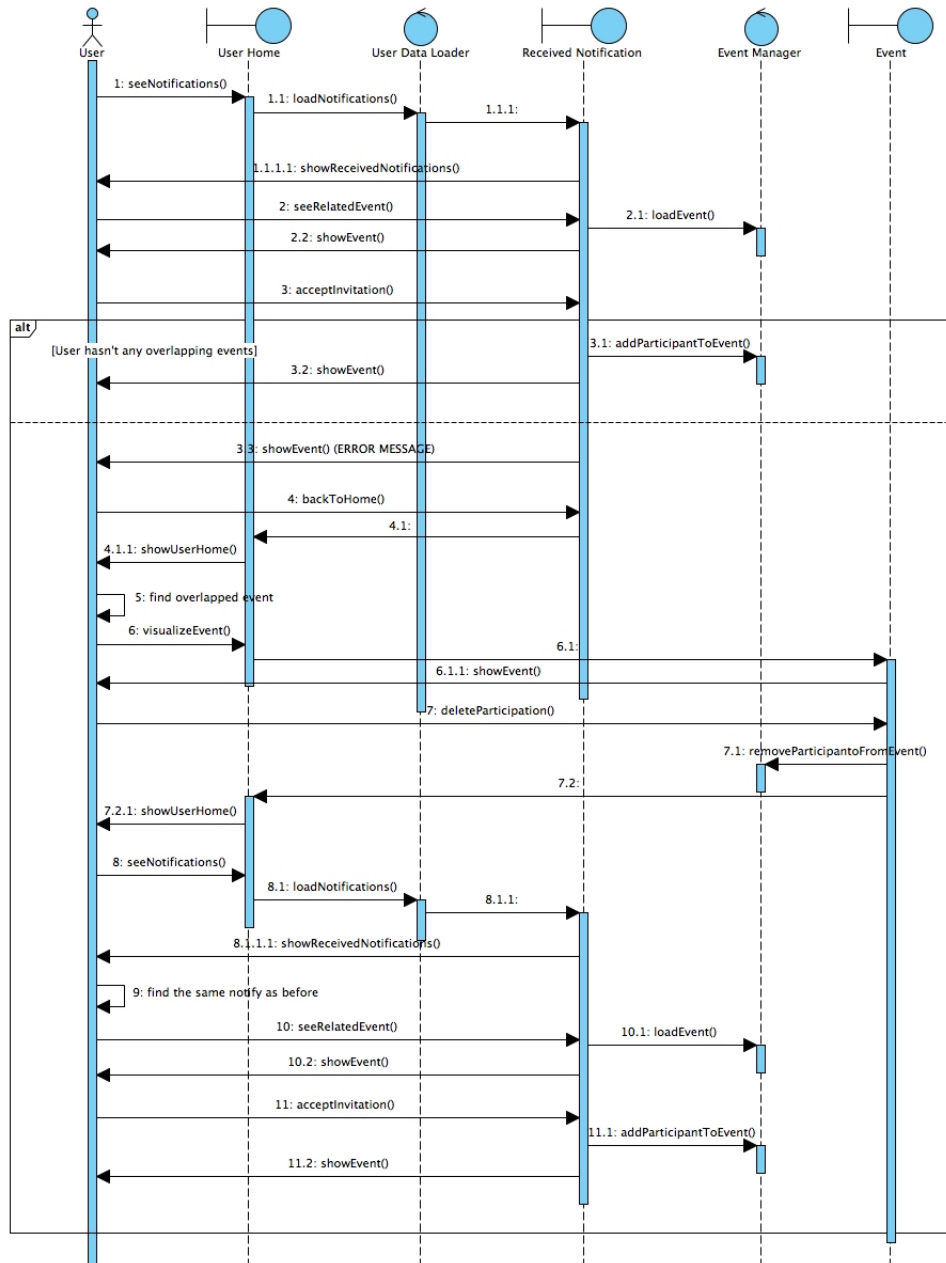 User
User Home
User Data Loader
Received Notification
Event Manager
Event
1: seeNotifications()
1.1: loadNotifications()
1.1.1:
1.1.1.1: showReceivedNotifications()
2: seeRelatedEvent()
2.1: loadEvent()
2.2: showEvent()
3: acceptInvitation()
alt
[User hasn't any overlapping events]
3.1: addParticipantToEvent()
3.2: showEvent()
3.3: showEvent() (ERROR MESSAGE)
4: backToHome()
4.1:
4.1.1: showUserHome()
5: find overlapped event
6: visualizeEvent()
6.1:
6.1.1: showEvent()
7: deleteParticipation()
7.1: removeParticipantoFromEvent()
7.2:
7.2.1: showUserHome()
8: seeNotifications()
8.1: loadNotifications()
8.1.1:
8.1.1.1: showReceivedNotifications()
9: find the same notify as before
10: seeRelatedEvent()
10.1: loadEvent()
10.2: showEvent()
11: acceptInvitation()
11.1: addParticipantToEvent()
11.2: showEvent()